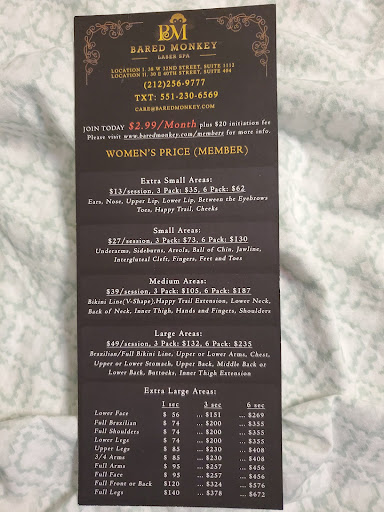 BM
BARED MONKEY
LASER SPA
LOCATION I. 38 W 32ND STREET, SUITE 1112
LOCATION II. 30 E 40TH STREET, SUITE 404
(212)256-9777
TXT: 551-230-6569
CARE@BAREDMONKEY.COM
JOIN TODAY $2.99/Month plus $20 initiation fee
Please visit www.baredmonkey.com/members for more info.
WOMEN'S PRICE (MEMBER)
Extra Small Areas:
$13/session, 3 Pack: $35, 6 Pack: $62
Ears, Nose, Upper Lip, Lower Lip, Between the Eyebrows
Toes, Happy Trail, Cheeks
Small Areas:
$27/session, 3 Pack: $73, 6 Pack: $130
Underarms, Sideburns, Areola, Ball of Chin, Jawline,
Intergluteal Cleft, Fingers, Feet and Toes
Medium Areas:
$39/session, 3 Pack: $105, 6 Pack: $187
Bikini Line(V-Shape),Happy Trail Extension, Lower Neck,
Back of Neck, Inner Thigh, Hands and Fingers, Shoulders
Large Areas:
$49/session, 3 Pack: $132, 6 Pack: $235
Brazilian/Full Bikini Line, Upper or Lower Arms, Chest,
Upper or Lower Stomach, Upper Back, Middle Back or
Lower Back, Buttocks, Inner Thigh Extension
Extra Large Areas:
1 sec 3 sec 6 sec
Lower Face $ 56 ... $151 ... $269
Full Brazilian $ 74 ... $200 ... $355
Full Shoulders $ 74 ... $200 ... $355
Lower Legs $ 74 ... $200 ... $355
Upper Legs $ 85 ... $230 ... $408
3/4 Arms $ 85 ... $230 ... $408
Full Arms $ 95 ... $257 ... $456
Full Face $ 95 ... $257 ... $456
Full Front or Back $120 ... $324 ... $576
Full Legs $140 ... $378 ... $672